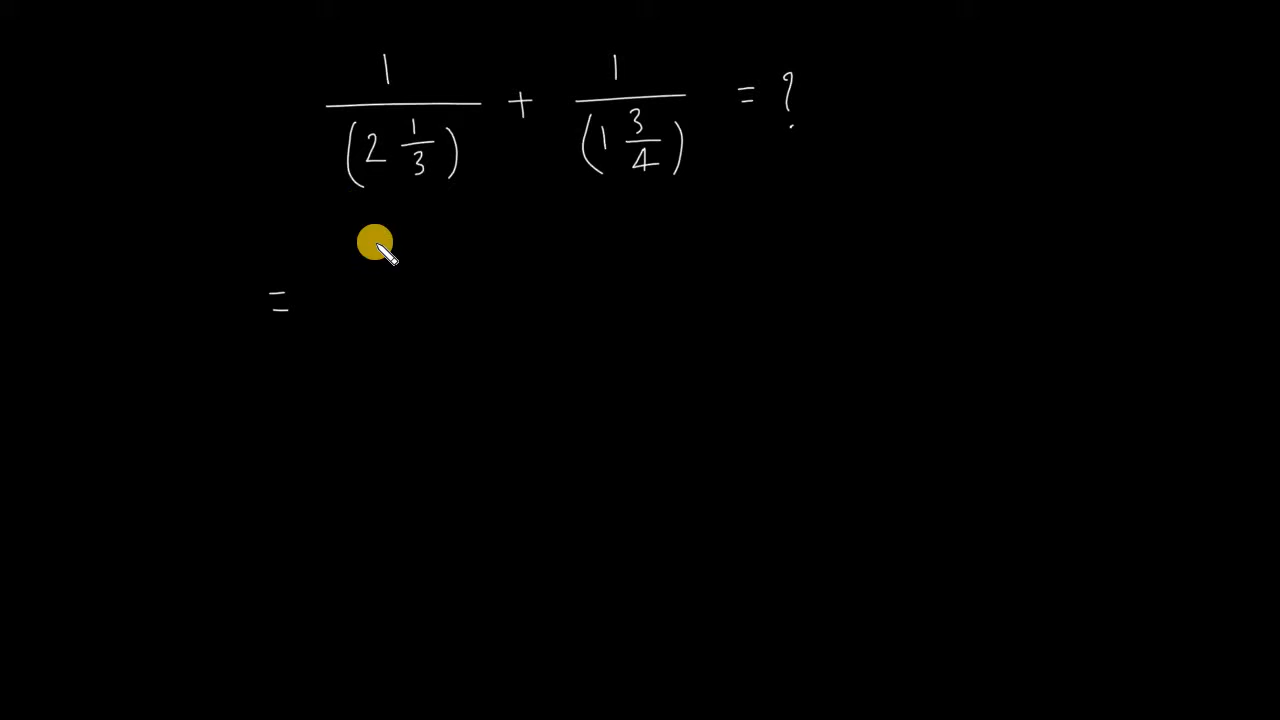 1/(2 1/3) + 1/(1 3/4) = ?
=